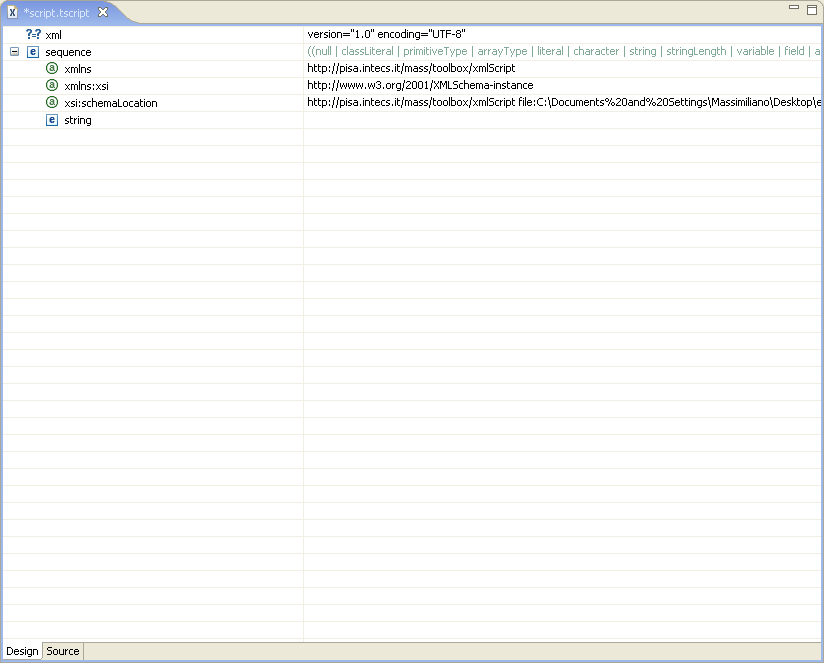 *script.tscript
?-? xml version="1.0" encoding="UTF-8"
e sequence ((null | classLiteral | primitiveType | arrayType | literal | character | string | stringLength | variable | field | a
a xmlns http://pisa.intecs.it/mass/toolbox/xmlScript
a xmlns:xsi http://www.w3.org/2001/XMLSchema-instance
a xsi:schemaLocation http://pisa.intecs.it/mass/toolbox/xmlScript file:C:\Documents%20and%20Settings\Massimiliano\Desktop\e
e string
Design Source